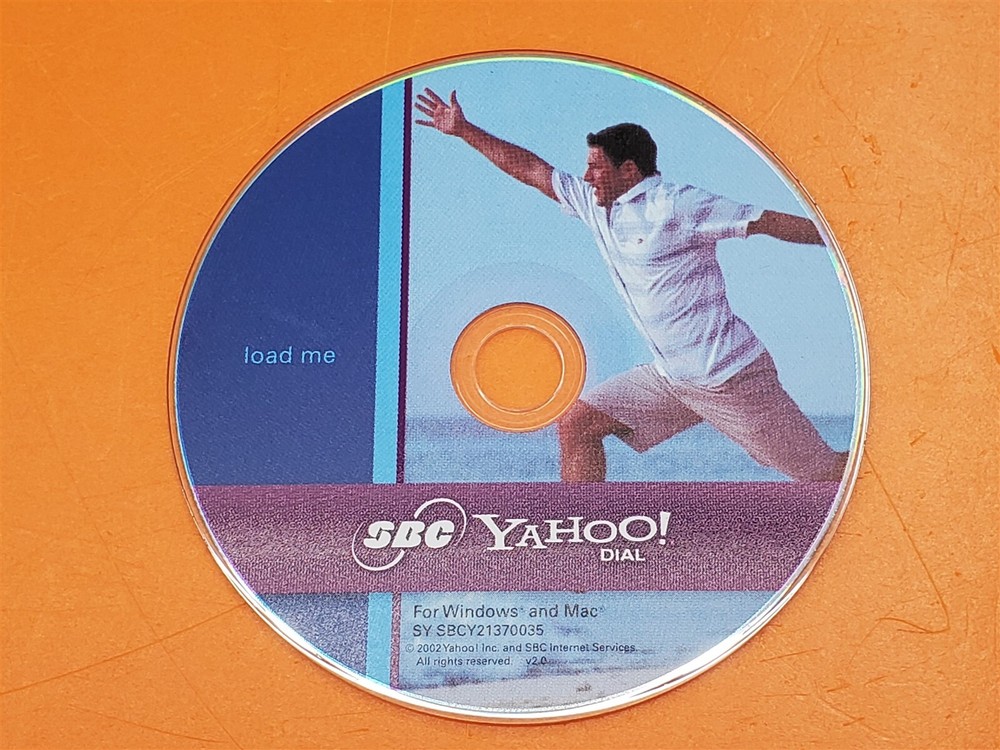 load me
SBC YAHOO!
DIAL
For Windows® and Mac®
SY SBCY21370035
© 2002 Yahoo! Inc. and SBC Internet Services.
All rights reserved. v2.0